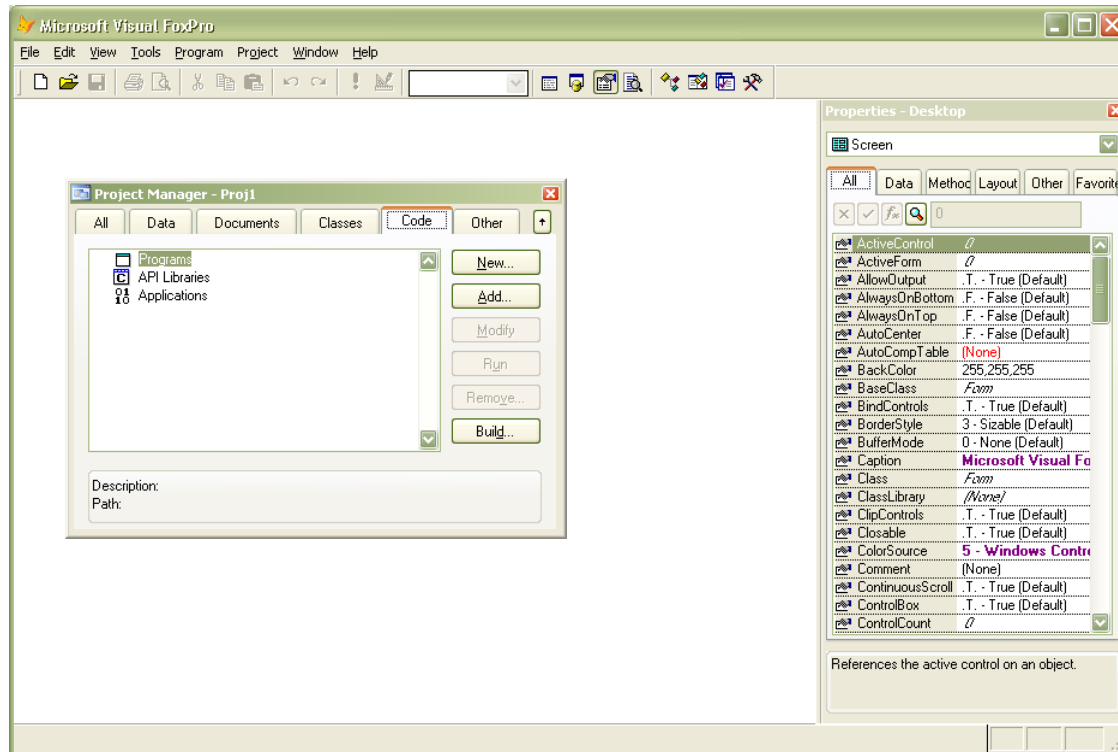 Microsoft Visual FoxPro
File Edit View Tools Program Project Window Help
Properties - Desktop
Screen
All Data Method Layout Other Favorite
0
Project Manager - Proj1
All Data Documents Classes Code Other
Programs
API Libraries
Applications
New...
Add...
Modify
Run
Remove...
Build...
Description:
Path:
ActiveControl 0
ActiveForm 0
AllowOutput .T. - True (Default)
AlwaysOnBottom .F. - False (Default)
AlwaysOnTop .F. - False (Default)
AutoCenter .F. - False (Default)
AutoCompTable (None)
BackColor 255,255,255
BaseClass Form
BindControls .T. - True (Default)
BorderStyle 3 - Sizable (Default)
BufferMode 0 - None (Default)
Caption Microsoft Visual Fo
Class Form
ClassLibrary (None)
ClipControls .T. - True (Default)
Closable .T. - True (Default)
ColorSource 5 - Windows Contro
Comment (None)
ContinuousScroll .T. - True (Default)
ControlBox .T. - True (Default)
ControlCount 0
References the active control on an object.